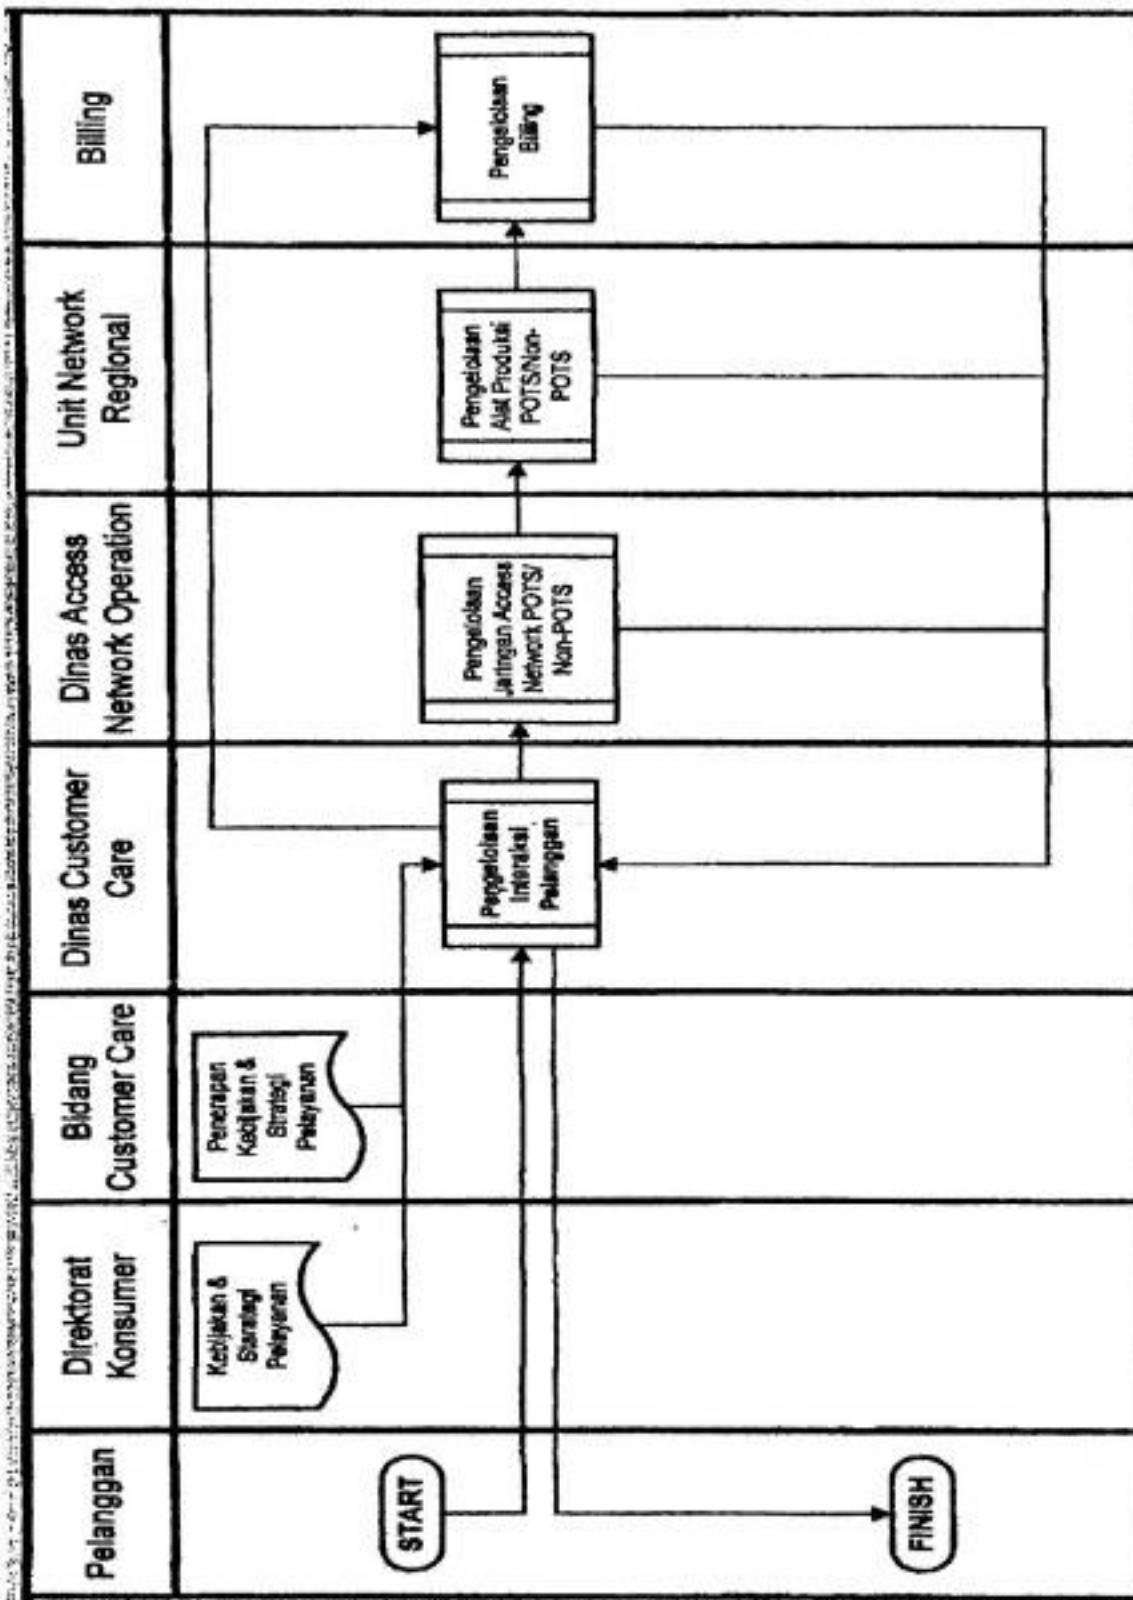 Pelanggan
Direktorat
Konsumer
Bidang
Customer Care
Dinas Customer
Care
Dinas Access
Network Operation
Unit Network
Regional
Billing
START
Kebijakan &
Starategi
Pelayanan
Penerapan
Kebijakan &
Strategi
Pelayanan
Pengelolaan
Interaksi
Pelanggan
Pengelolaan
Jaringan Access
Network POTS/
Non-POTS
Pengelolaan
Alat Produksi
POTS/Non-
POTS
Pengelolaan
Billing
FINISH